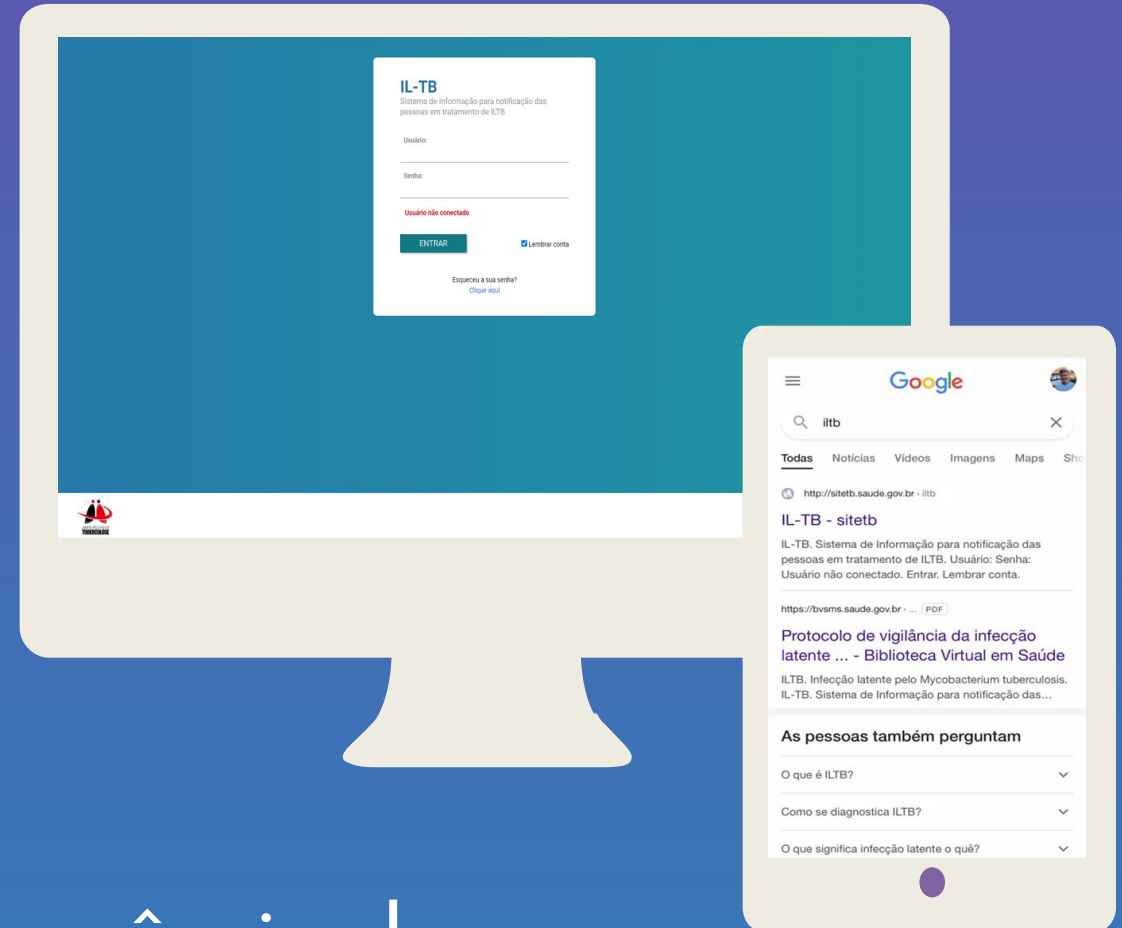 IL-TB
Sistema de Informação para notificação das
pessoas em tratamento de ILTB
Usuário:
Senha:
Usuário não conectado
ENTRAR
Lembrar conta
Esqueceu a sua senha?
Clique aqui
TUBERCULOSE
Google
iltb
Todas Notícias Vídeos Imagens Maps Sho
http://sitetb.saude.gov.br › iltb
IL-TB - sitetb
IL-TB. Sistema de Informação para notificação das
pessoas em tratamento de ILTB. Usuário: Senha:
Usuário não conectado. Entrar. Lembrar conta.
https://bvsms.saude.gov.br › ... PDF
Protocolo de vigilância da infecção
latente ... - Biblioteca Virtual em Saúde
ILTB. Infecção latente pelo Mycobacterium tuberculosis.
IL-TB. Sistema de Informação para notificação das...
As pessoas também perguntam
O que é ILTB?
Como se diagnostica ILTB?
O que significa infecção latente o quê?